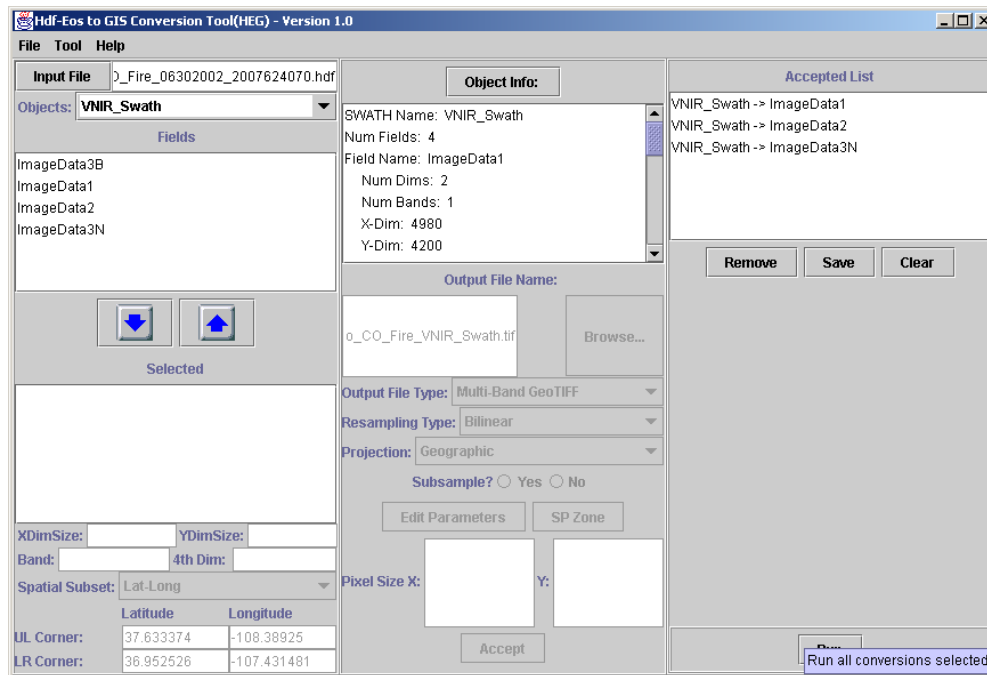 Hdf-Eos to GIS Conversion Tool(HEG) - Version 1.0
File Tool Help
Input File
O_Fire_06302002_2007624070.hdf
Objects: VNIR_Swath
Fields
ImageData3B
ImageData1
ImageData2
ImageData3N
Selected
XDimSize: YDimSize:
Band: 4th Dim:
Spatial Subset: Lat-Long
Latitude Longitude
UL Corner: 37.633374 -108.38925
LR Corner: 36.952526 -107.431481
Object Info:
SWATH Name: VNIR_Swath
Num Fields: 4
Field Name: ImageData1
Num Dims: 2
Num Bands: 1
X-Dim: 4980
Y-Dim: 4200
Output File Name:
o_CO_Fire_VNIR_Swath.tif
Browse...
Output File Type: Multi-Band GeoTIFF
Resampling Type: Bilinear
Projection: Geographic
Subsample? Yes No
Edit Parameters SP Zone
Pixel Size X: Y:
Accept
Accepted List
VNIR_Swath -> ImageData1
VNIR_Swath -> ImageData2
VNIR_Swath -> ImageData3N
Remove Save Clear
Run
Run all conversions selected